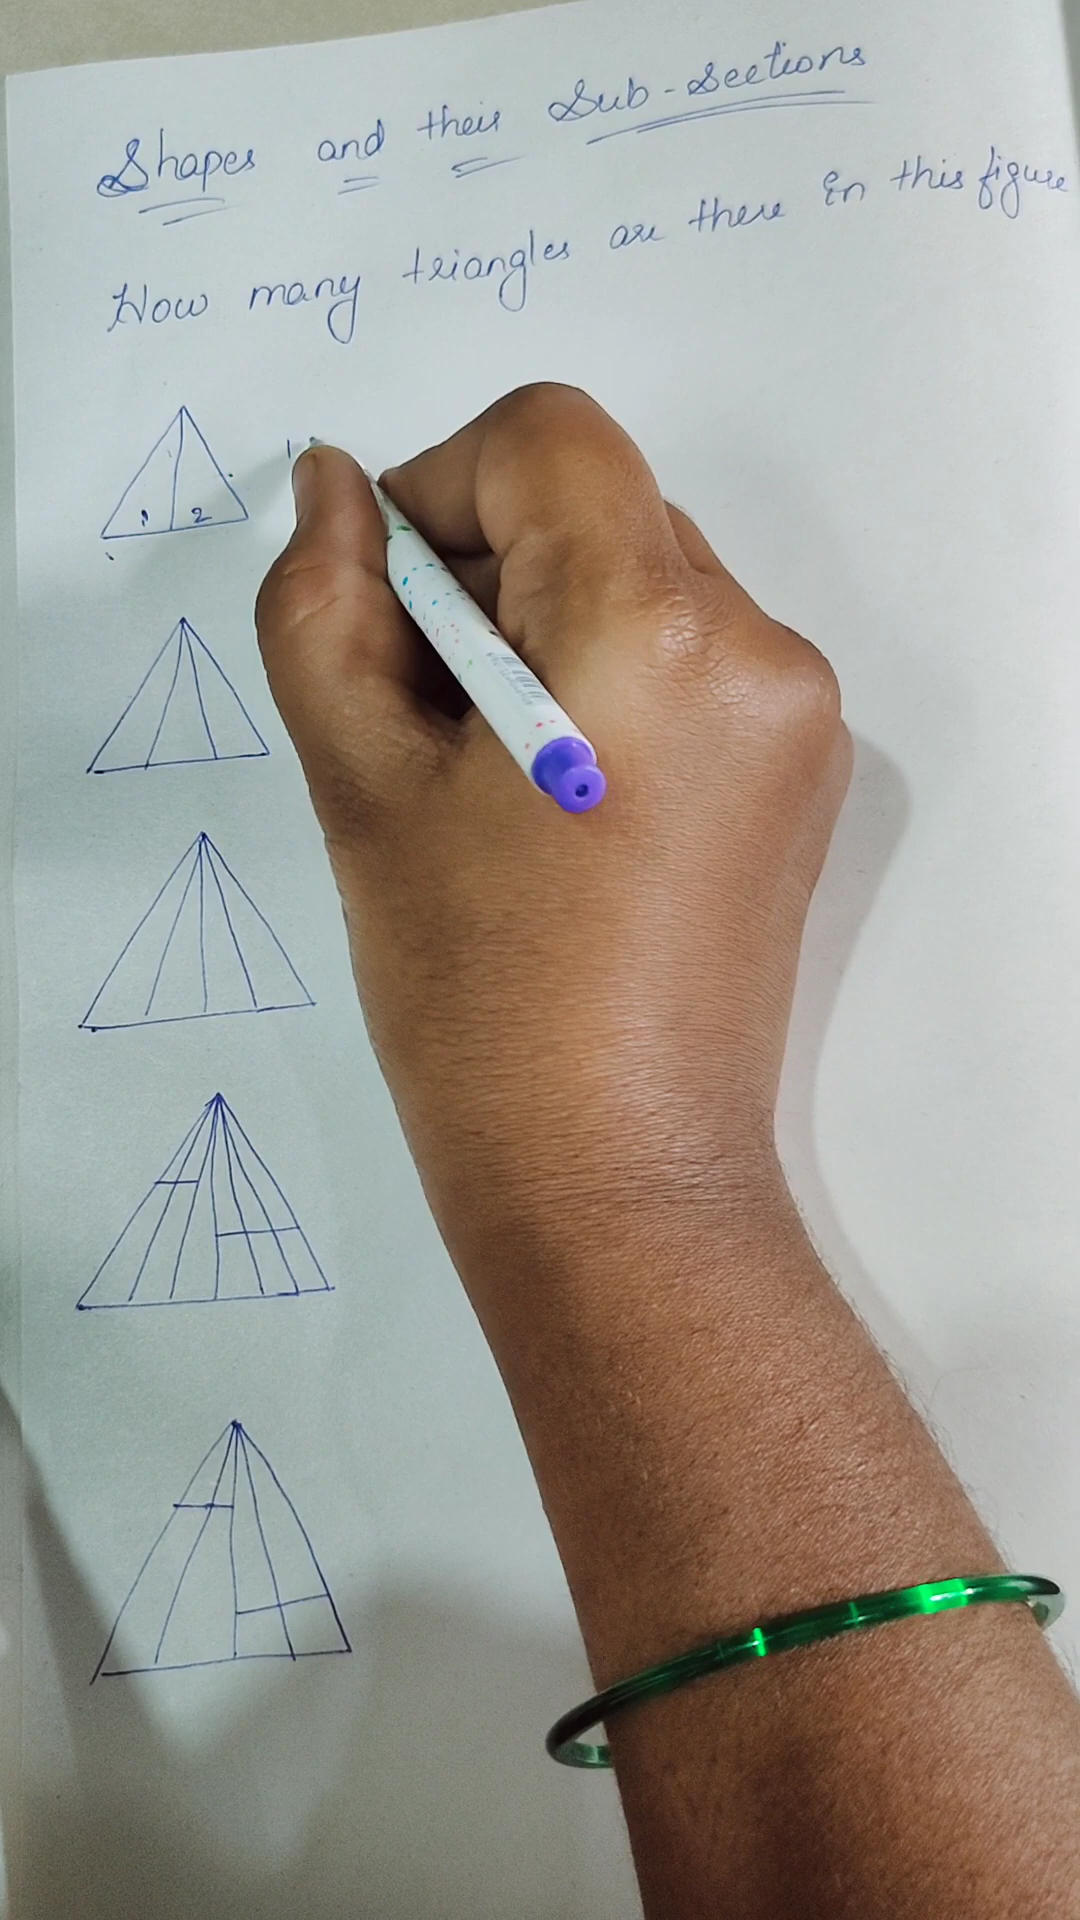 Shapes and their Sub-Sections
How many triangles are there in this figure
1
1 2